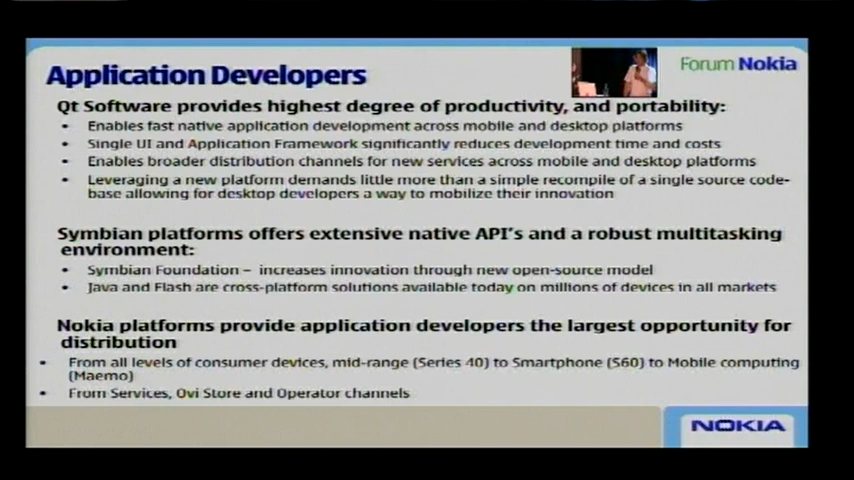 Forum Nokia
Application Developers
Qt Software provides highest degree of productivity, and portability:
• Enables fast native application development across mobile and desktop platforms
• Single UI and Application Framework significantly reduces development time and costs
• Enables broader distribution channels for new services across mobile and desktop platforms
• Leveraging a new platform demands little more than a simple recompile of a single source code-
base allowing for desktop developers a way to mobilize their innovation
Symbian platforms offers extensive native API's and a robust multitasking
environment:
• Symbian Foundation – increases innovation through new open-source model
• Java and Flash are cross-platform solutions available today on millions of devices in all markets
Nokia platforms provide application developers the largest opportunity for
distribution
• From all levels of consumer devices, mid-range (Series 40) to Smartphone (S60) to Mobile computing
(Maemo)
• From Services, Ovi Store and Operator channels
NOKIA